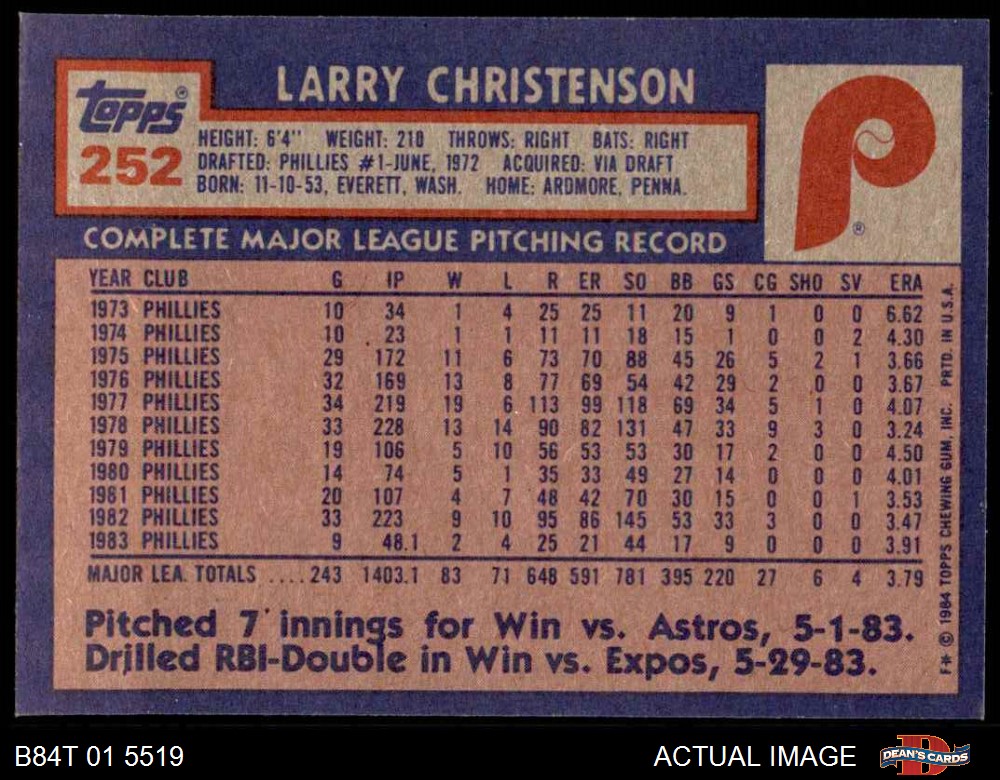 LARRY CHRISTENSON
Topps®
252
HEIGHT: 6'4" WEIGHT: 210 THROWS: RIGHT BATS: RIGHT
DRAFTED: PHILLIES #1-JUNE, 1972 ACQUIRED: VIA DRAFT
BORN: 11-10-53, EVERETT, WASH. HOME: ARDMORE, PENNA.
P ®
COMPLETE MAJOR LEAGUE PITCHING RECORD
YEAR CLUB G IP W L R ER SO BB GS CG SHO SV ERA
1973 PHILLIES 10 34 1 4 25 25 11 20 9 1 0 0 6.62
1974 PHILLIES 10 23 1 1 11 11 18 15 1 0 0 2 4.30
1975 PHILLIES 29 172 11 6 73 70 88 45 26 5 2 1 3.66
1976 PHILLIES 32 169 13 8 77 69 54 42 29 2 0 0 3.67
1977 PHILLIES 34 219 19 6 113 99 118 69 34 5 1 0 4.07
1978 PHILLIES 33 228 13 14 90 82 131 47 33 9 3 0 3.24
1979 PHILLIES 19 106 5 10 56 53 53 30 17 2 0 0 4.50
1980 PHILLIES 14 74 5 1 35 33 49 27 14 0 0 0 4.01
1981 PHILLIES 20 107 4 7 48 42 70 30 15 0 0 1 3.53
1982 PHILLIES 33 223 9 10 95 86 145 53 33 3 0 0 3.47
1983 PHILLIES 9 48.1 2 4 25 21 44 17 9 0 0 0 3.91
MAJOR LEA. TOTALS ....243 1403.1 83 71 648 591 781 395 220 27 6 4 3.79
Pitched 7 innings for Win vs. Astros, 5-1-83.
Drilled RBI-Double in Win vs. Expos, 5-29-83.
F* © 1984 TOPPS CHEWING GUM, INC. PRTD. IN U.S.A.
B84T 01 5519
ACTUAL IMAGE
D
DEAN'S CARDS